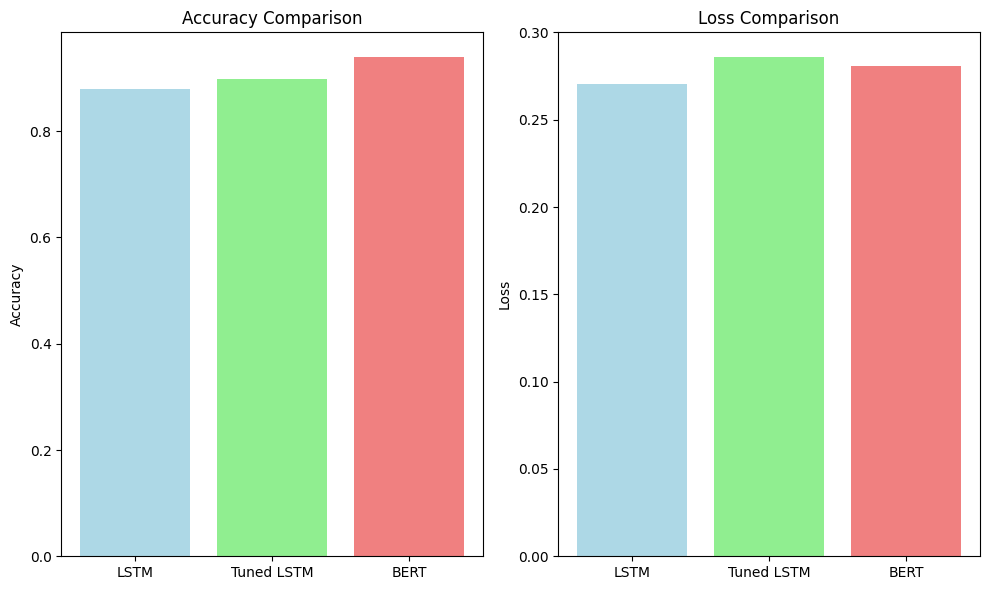 Accuracy Comparison
Accuracy
0.8
0.6
0.4
0.2
0.0
LSTM Tuned LSTM BERT
Loss Comparison
Loss
0.30
0.25
0.20
0.15
0.10
0.05
0.00
LSTM Tuned LSTM BERT